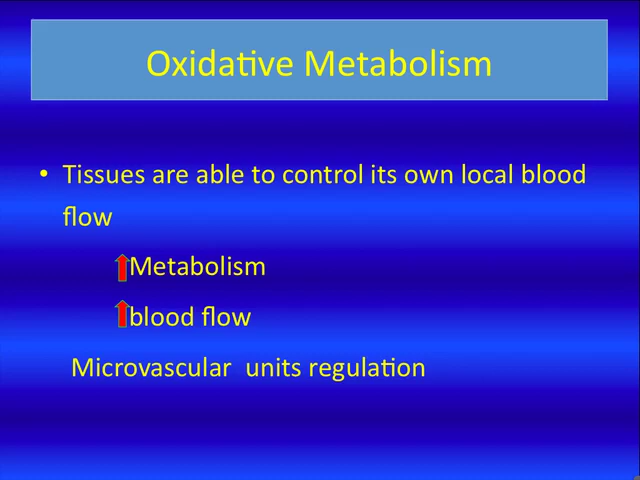 Oxidative Metabolism
• Tissues are able to control its own local blood
flow
Metabolism
blood flow
Microvascular units regulation